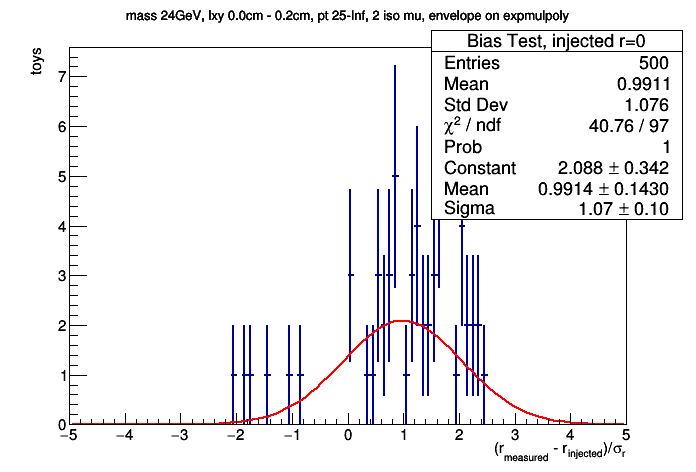 mass 24GeV, lxy 0.0cm - 0.2cm, pt 25-Inf, 2 iso mu, envelope on expmulpoly
Bias Test, injected r=0
Entries 500
Mean 0.9911
Std Dev 1.076
χ² / ndf 40.76 / 97
Prob 1
Constant 2.088 ± 0.342
Mean 0.9914 ± 0.1430
Sigma 1.07 ± 0.10
toys
7
6
5
4
3
2
1
0
−5 −4 −3 −2 −1 0 1 2 3 4 5
(r_measured - r_injected)/σ_r